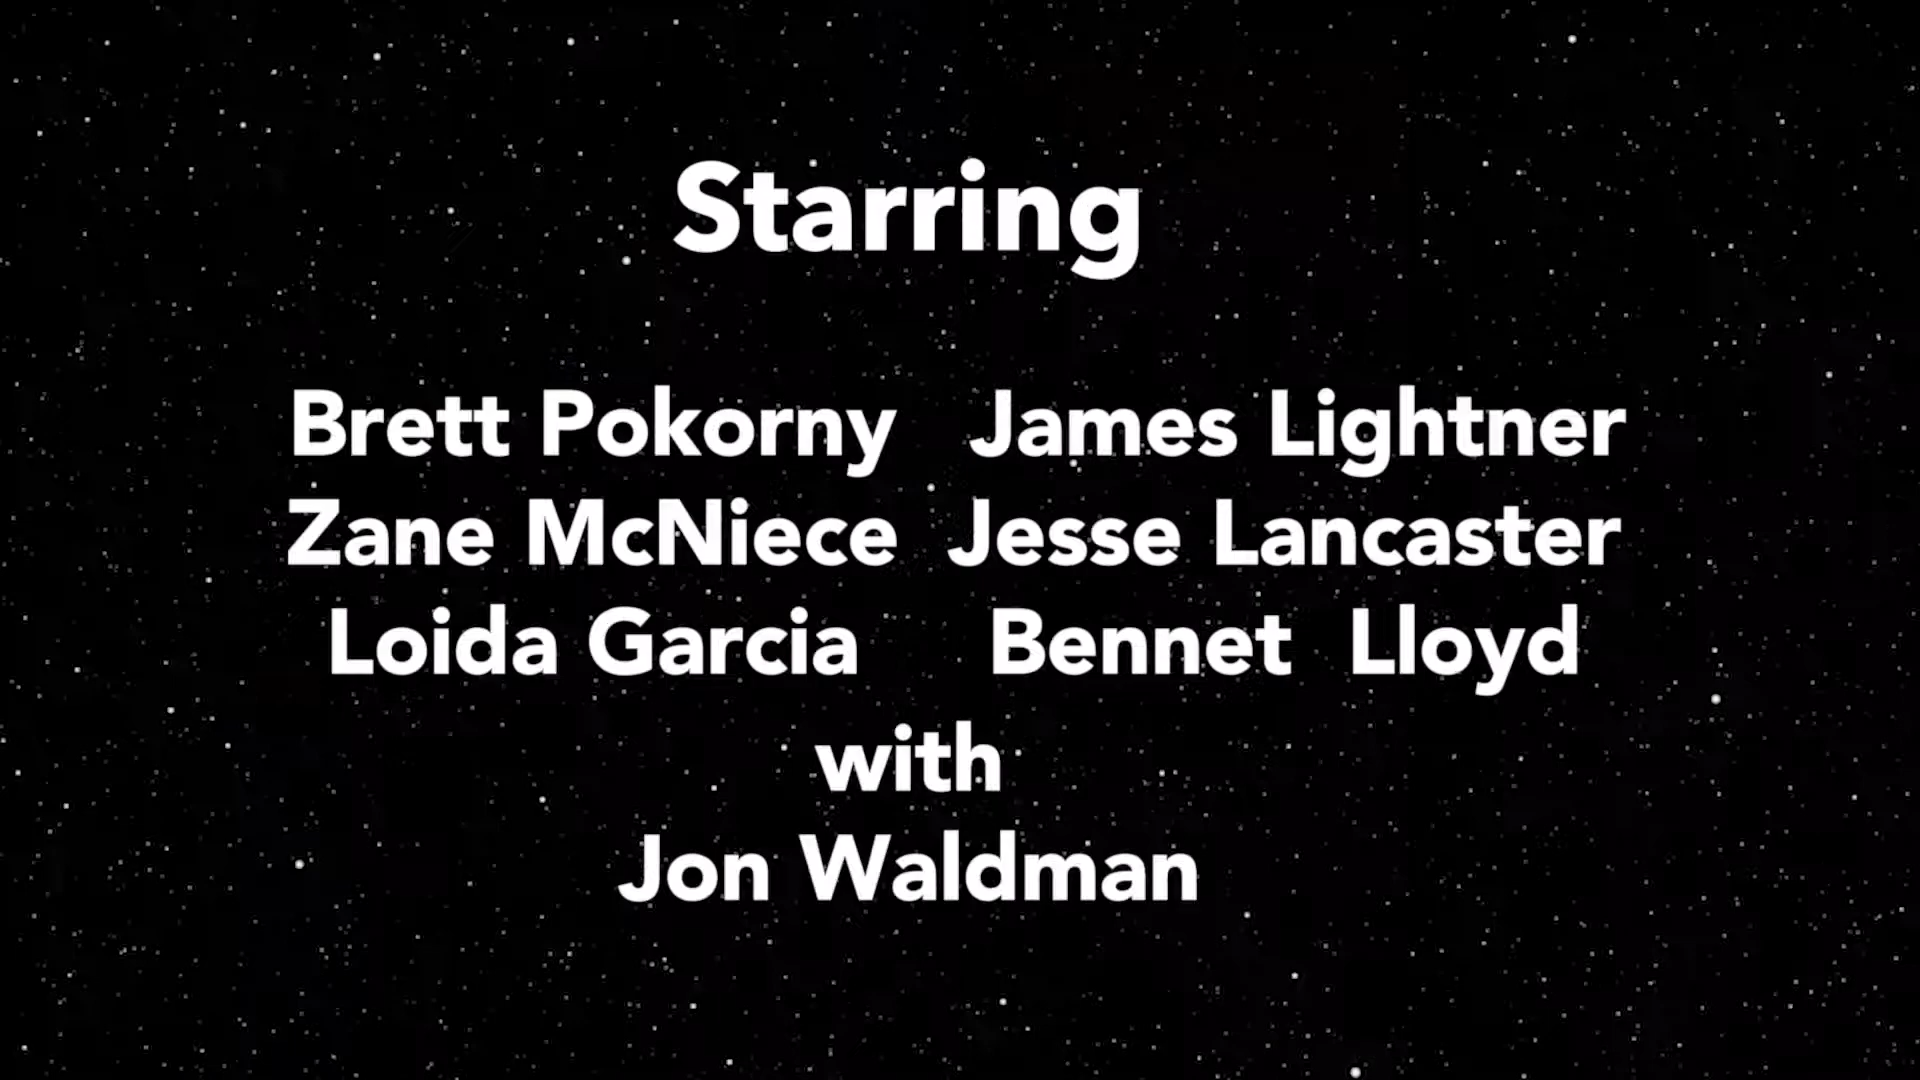 Starring
Brett Pokorny James Lightner
Zane McNiece Jesse Lancaster
Loida Garcia Bennet Lloyd
with
Jon Waldman